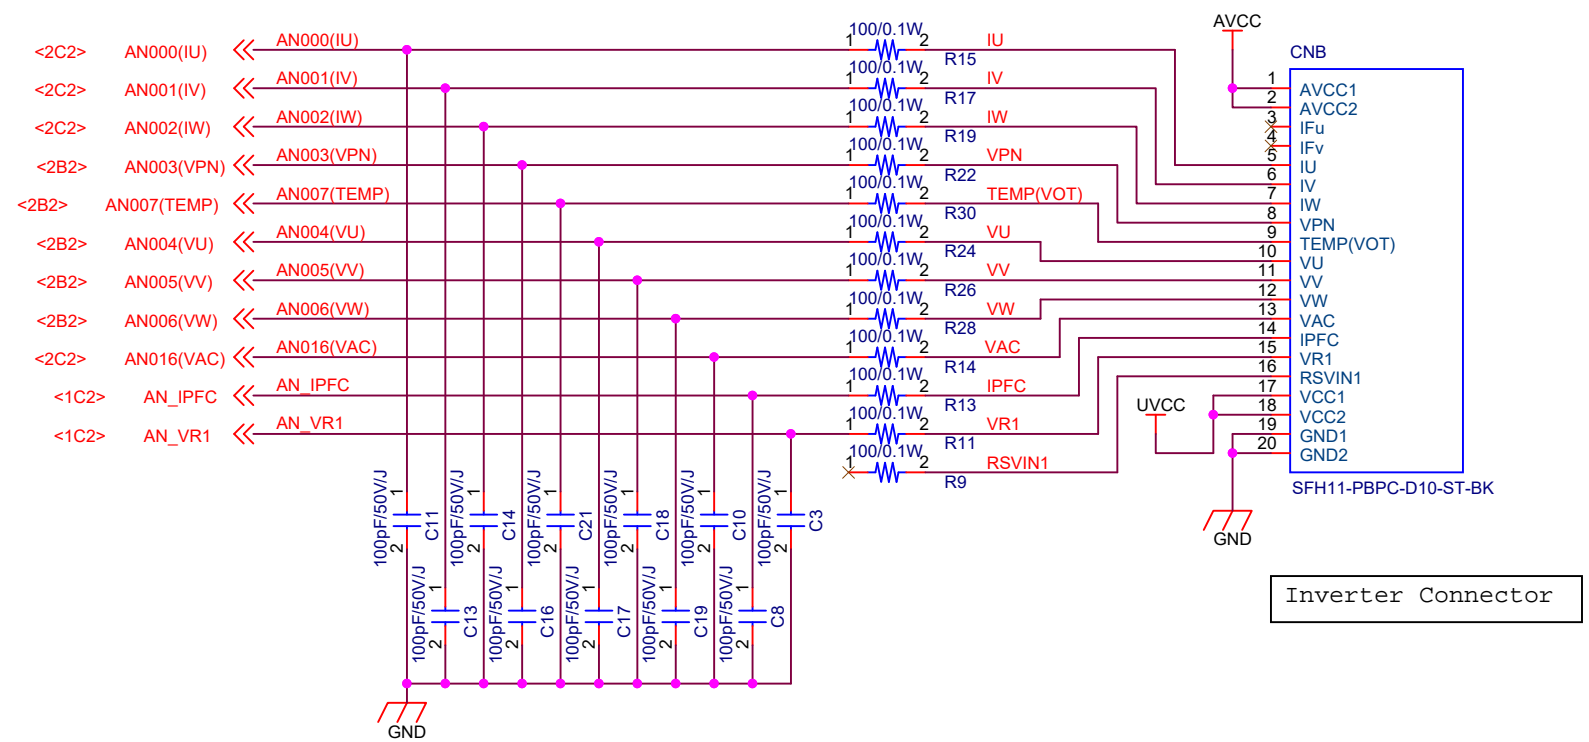 <2C2> AN000(IU) AN000(IU) 1 100/0.1W 2 R15 IU
<2C2> AN001(IV) AN001(IV) 1 100/0.1W 2 R17 IV
<2C2> AN002(IW) AN002(IW) 1 100/0.1W 2 R19 IW
<2B2> AN003(VPN) AN003(VPN) 1 100/0.1W 2 R22 VPN
<2B2> AN007(TEMP) AN007(TEMP) 1 100/0.1W 2 R30 TEMP(VOT)
<2B2> AN004(VU) AN004(VU) 1 100/0.1W 2 R24 VU
<2B2> AN005(VV) AN005(VV) 1 100/0.1W 2 R26 VV
<2B2> AN006(VW) AN006(VW) 1 100/0.1W 2 R28 VW
<2C2> AN016(VAC) AN016(VAC) 1 100/0.1W 2 R14 VAC
<1C2> AN_IPFC AN_IPFC 1 100/0.1W 2 R13 IPFC
<1C2> AN_VR1 AN_VR1 1 100/0.1W 2 R11 VR1
1 100/0.1W 2 R9 RSVIN1
AVCC
CNB
1 AVCC1
2 AVCC2
3 IFu
4 IFv
5 IU
6 IV
7 IW
8 VPN
9 TEMP(VOT)
10 VU
11 VV
12 VW
13 VAC
14 IPFC
15 VR1
16 RSVIN1
17 VCC1
18 VCC2
19 GND1
20 GND2
UVCC
SFH11-PBPC-D10-ST-BK
GND
100pF/50V/J 1 2 C11
100pF/50V/J 1 2 C14
100pF/50V/J 1 2 C21
100pF/50V/J 1 2 C18
100pF/50V/J 1 2 C10
100pF/50V/J 1 2 C3
100pF/50V/J 1 2 C13
100pF/50V/J 1 2 C16
100pF/50V/J 1 2 C17
100pF/50V/J 1 2 C19
100pF/50V/J 1 2 C8
GND
Inverter Connector